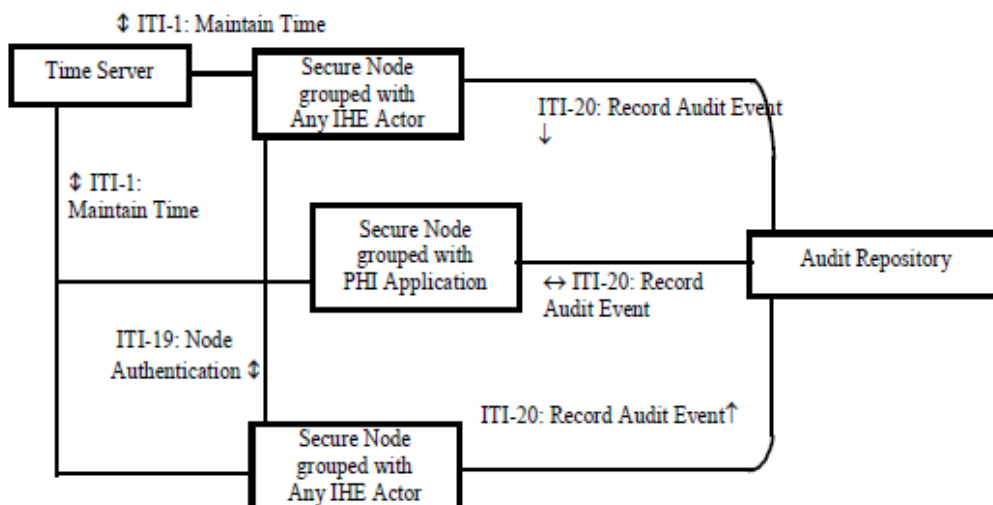 ⇕ ITI-1: Maintain Time
Time Server
Secure Node
grouped with
Any IHE Actor
ITI-20: Record Audit Event
↓
⇕ ITI-1:
Maintain Time
Secure Node
grouped with
PHI Application
Audit Repository
↔ ITI-20: Record
Audit Event
ITI-19: Node
Authentication ⇕
ITI-20: Record Audit Event↑
Secure Node
grouped with
Any IHE Actor